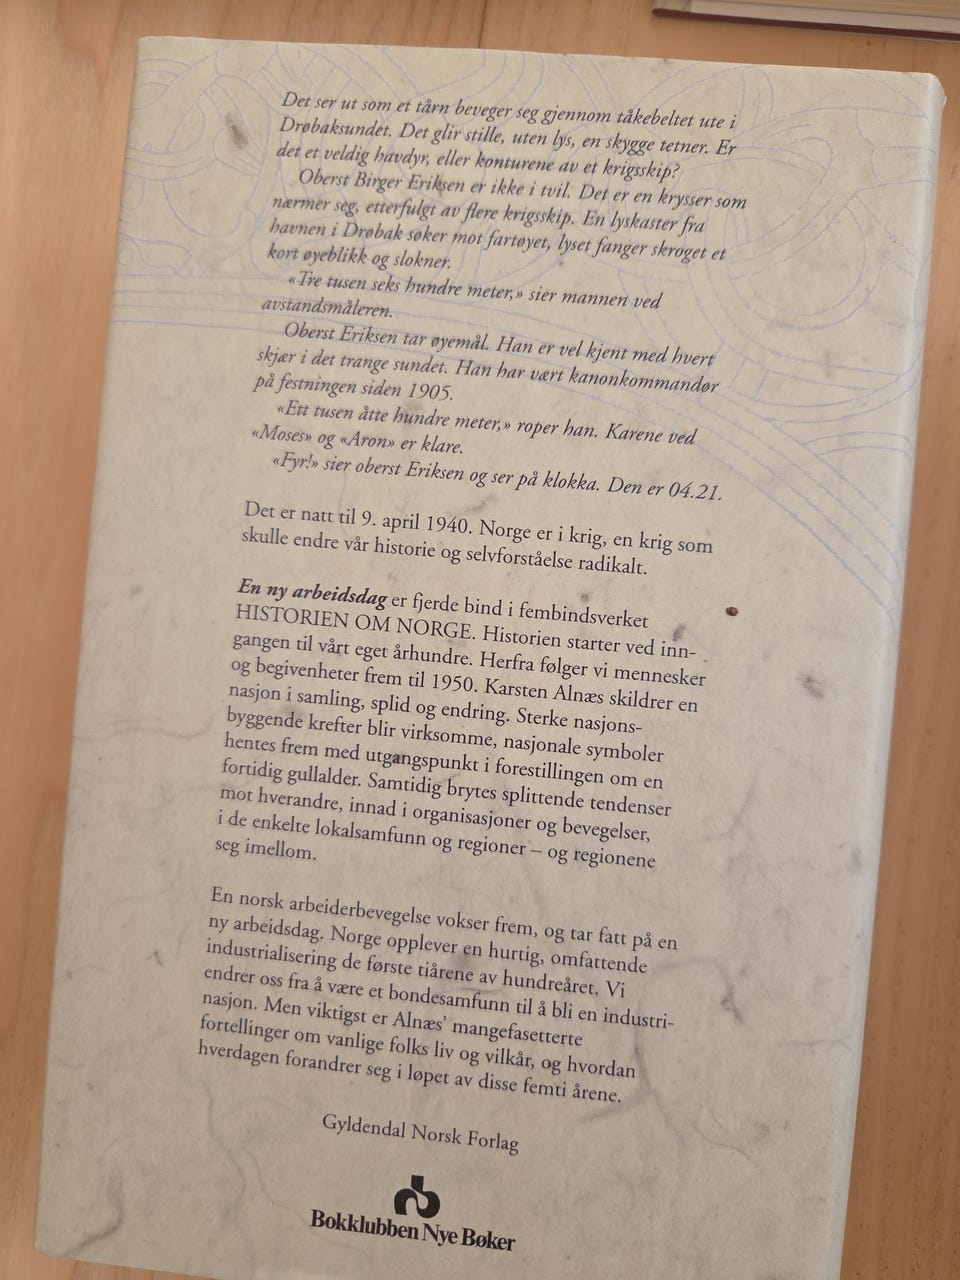 Det ser ut som et tårn beveger seg gjennom tåkebeltet ute i
Drøbaksundet. Det glir stille, uten lys, en skygge tetner. Er
det et veldig havdyr, eller konturene av et krigsskip?
Oberst Birger Eriksen er ikke i tvil. Det er en krysser som
nærmer seg, etterfulgt av flere krigsskip. En lyskaster fra
havnen i Drøbak søker mot fartøyet, lyset fanger skroget et
kort øyeblikk og slokner.
«Tre tusen seks hundre meter,» sier mannen ved
avstandsmåleren.
Oberst Eriksen tar øyemål. Han er vel kjent med hvert
skjær i det trange sundet. Han har vært kanonkommandør
på festningen siden 1905.
«Ett tusen åtte hundre meter,» roper han. Karene ved
«Moses» og «Aron» er klare.
«Fyr!» sier oberst Eriksen og ser på klokka. Den er 04.21.
Det er natt til 9. april 1940. Norge er i krig, en krig som
skulle endre vår historie og selvforståelse radikalt.
En ny arbeidsdag er fjerde bind i fembindsverket
HISTORIEN OM NORGE. Historien starter ved inn-
gangen til vårt eget århundre. Herfra følger vi mennesker
og begivenheter frem til 1950. Karsten Alnæs skildrer en
nasjon i samling, splid og endring. Sterke nasjons-
byggende krefter blir virksomme, nasjonale symboler
hentes frem med utgangspunkt i forestillingen om en
fortidig gullalder. Samtidig brytes splittende tendenser
mot hverandre, innad i organisasjoner og bevegelser,
i de enkelte lokalsamfunn og regioner – og regionene
seg imellom.
En norsk arbeiderbevegelse vokser frem, og tar fatt på en
ny arbeidsdag. Norge opplever en hurtig, omfattende
industrialisering de første tiårene av hundreåret. Vi
endrer oss fra å være et bondesamfunn til å bli en industri-
nasjon. Men viktigst er Alnæs' mangefasetterte
fortellinger om vanlige folks liv og vilkår, og hvordan
hverdagen forandrer seg i løpet av disse femti årene.
Gyldendal Norsk Forlag
Bokklubben Nye Bøker